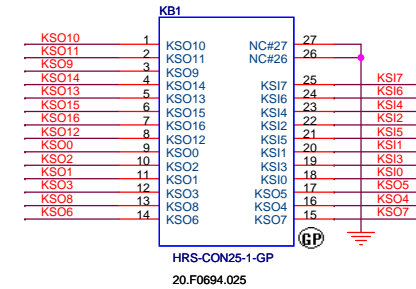 KB1
KSO10 1 KSO10 NC#27 27
KSO11 2 KSO11 NC#26 26
KSO9 3 KSO9
KSO14 4 KSO14 KSI7 25 KSI7
KSO13 5 KSO13 KSI6 24 KSI6
KSO15 6 KSO15 KSI4 23 KSI4
KSO16 7 KSO16 KSI2 22 KSI2
KSO12 8 KSO12 KSI5 21 KSI5
KSO0 9 KSO0 KSI1 20 KSI1
KSO2 10 KSO2 KSI3 19 KSI3
KSO1 11 KSO1 KSI0 18 KSI0
KSO3 12 KSO3 KSO5 17 KSO5
KSO8 13 KSO8 KSO4 16 KSO4
KSO6 14 KSO6 KSO7 15 KSO7
GP
HRS-CON25-1-GP
20.F0694.025